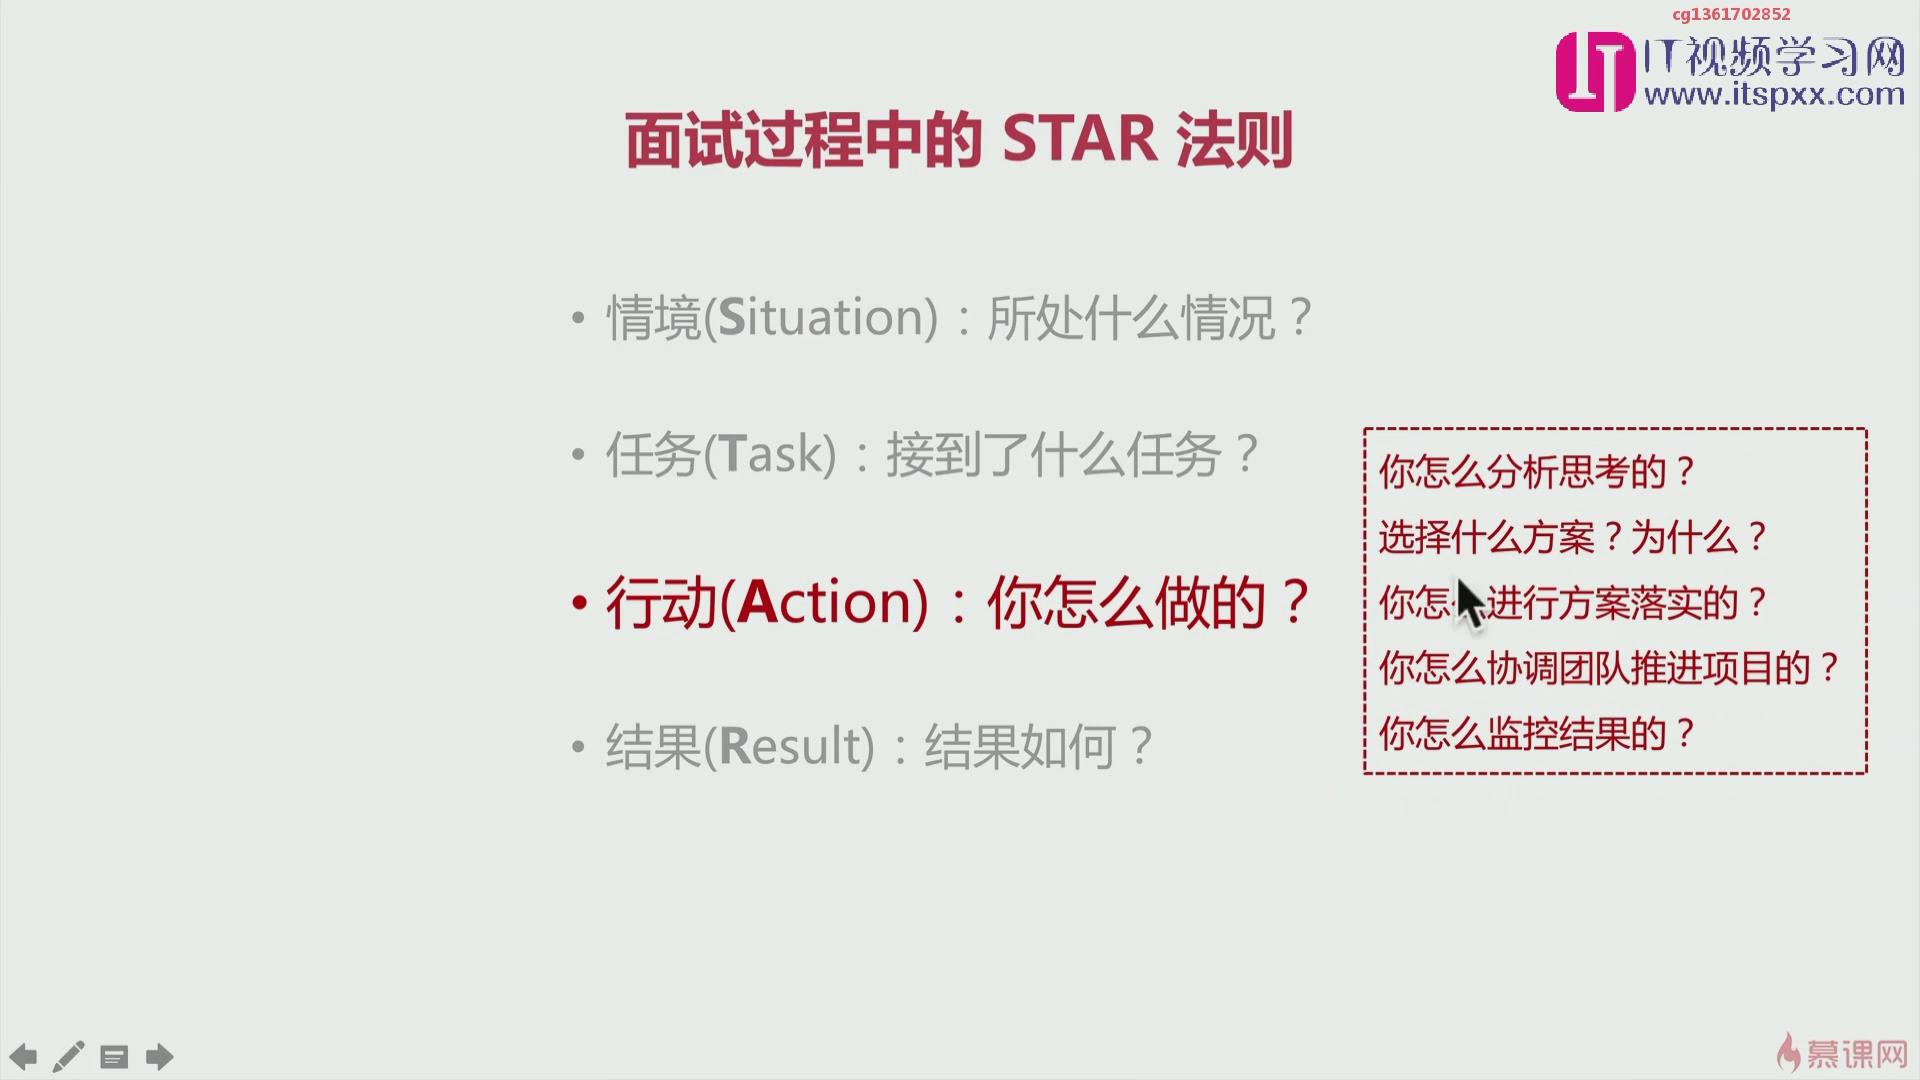 cg1361702852
IT视频学习网
www.itspxx.com
面试过程中的 STAR 法则
• 情境(Situation)：所处什么情况？
• 任务(Task)：接到了什么任务？
• 行动(Action)：你怎么做的？
• 结果(Result)：结果如何？
你怎么分析思考的？
选择什么方案？为什么？
你怎么进行方案落实的？
你怎么协调团队推进项目的？
你怎么监控结果的？
慕课网